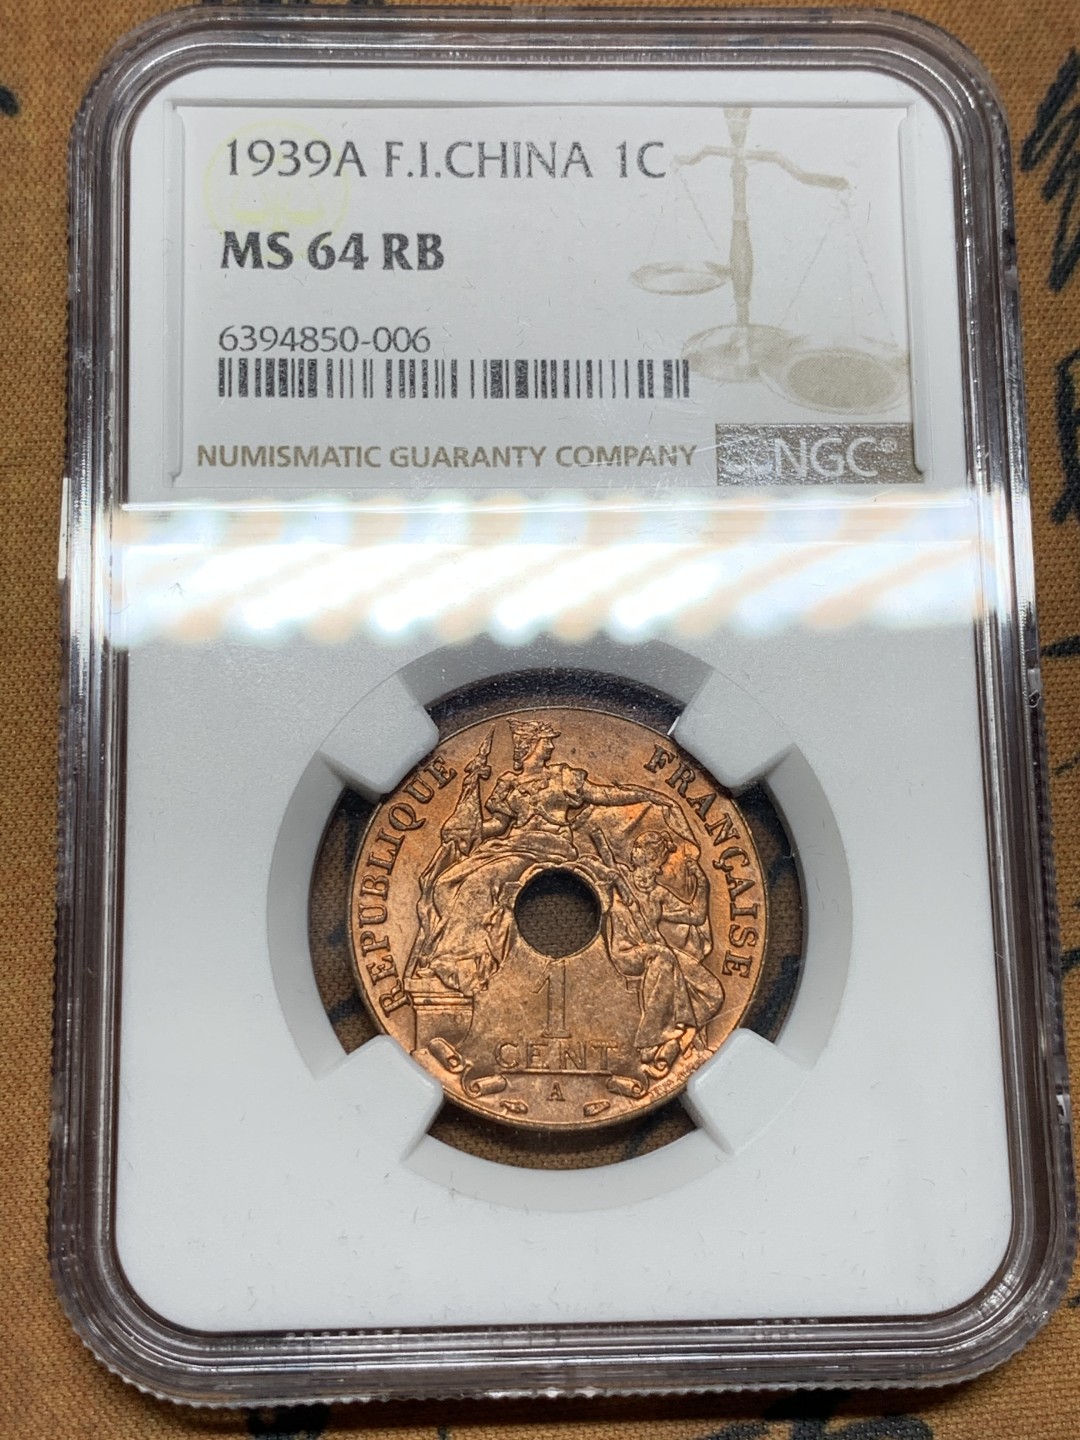 1939A F.I.CHINA 1C
MS 64 RB
6394850-006
NUMISMATIC GUARANTY COMPANY
NGC®
REPUBLIQUE FRANÇAISE
1
CENT
A